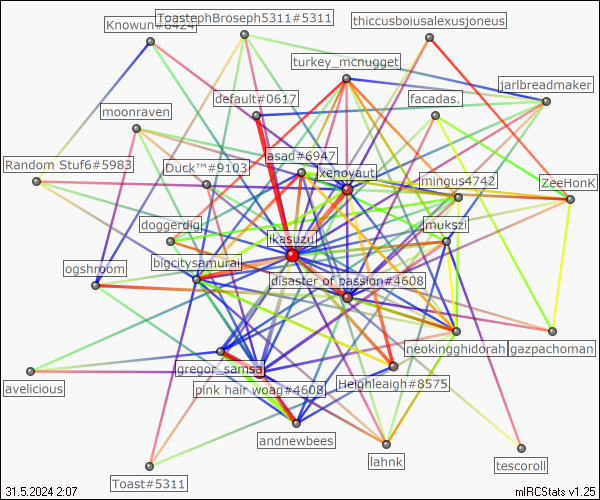 ToastephBroseph5311#5311
thiccusboiusalexusjoneus
Knowun#6424
turkey_mcnugget
jarlbreadmaker
default#0617
facadas.
moonraven
asad#6947
Random Stuf6#5983
Duck™#9103
xenoyaut
mingus4742
ZeeHonK
doggerdig
mukszi
ikasuzu
ogshroom
bigcitysamurai
disaster of passion#4608
neokingghidorah
gazpachoman
gregor_samsa
avelicious
pink hair woag#4608
Heighleaigh#8575
andnewbees
lahnk
tescoroll
Toast#5311
31.5.2024 2:07
mIRCStats v1.25